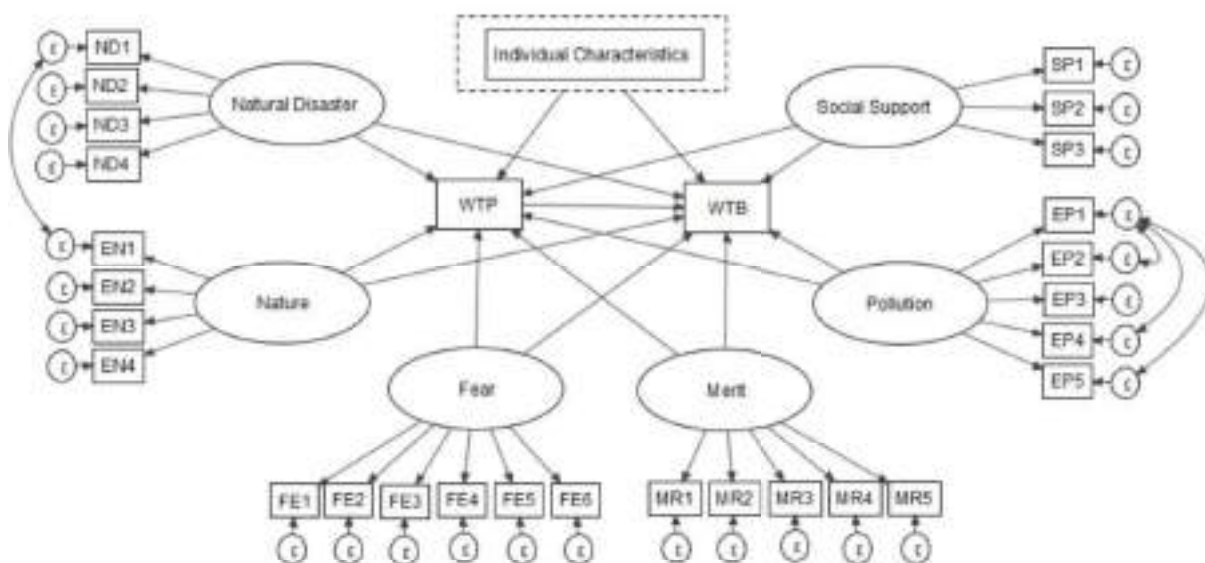 Individual Characteristics
ε ND1
ε ND2
ε ND3
ε ND4
Natural Disaster
Social Support
SP1 ε
SP2 ε
SP3 ε
WTP
WTB
ε EN1
ε EN2
ε EN3
ε EN4
Nature
Pollution
EP1 ε
EP2 ε
EP3 ε
EP4 ε
EP5 ε
Fear
Merit
FE1 FE2 FE3 FE4 FE5 FE6
ε ε ε ε ε ε
MR1 MR2 MR3 MR4 MR5
ε ε ε ε ε